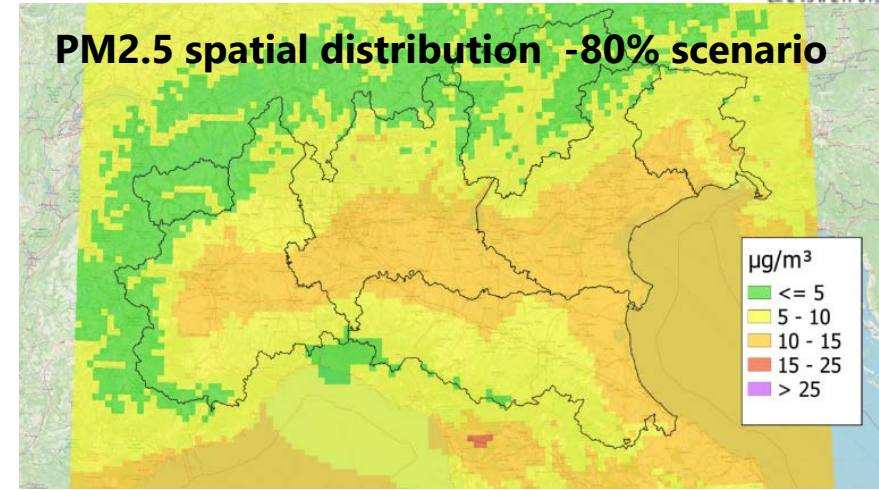 PM2.5 spatial distribution -80% scenario
µg/m³
<= 5
5 - 10
10 - 15
15 - 25
> 25